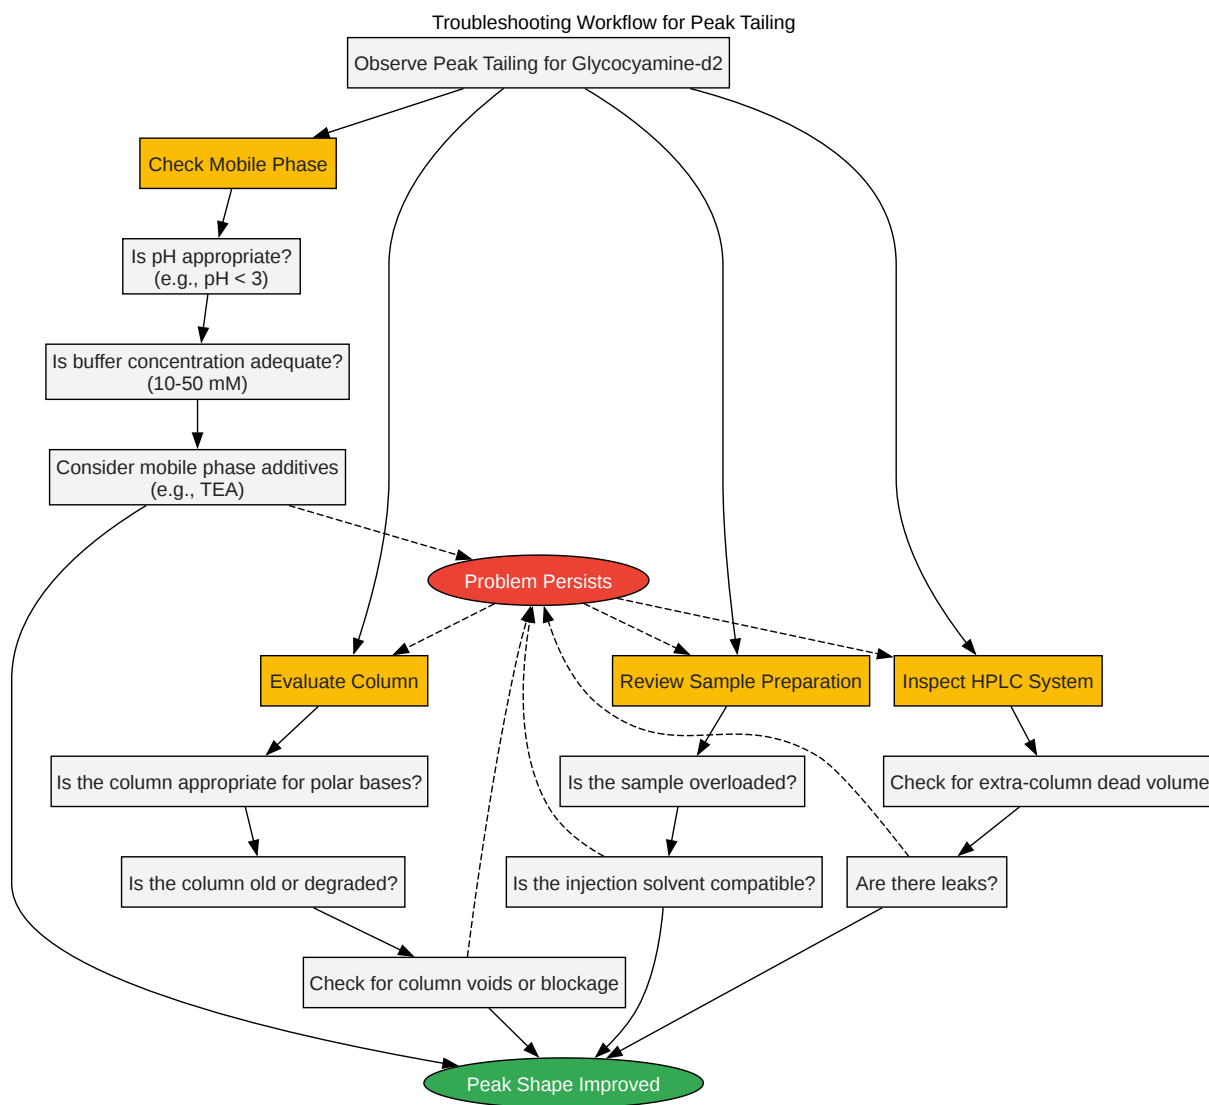 Troubleshooting Workflow for Peak Tailing
Observe Peak Tailing for Glycocyamine-d2
Check Mobile Phase
Is pH appropriate?
(e.g., pH < 3)
Is buffer concentration adequate?
(10-50 mM)
Consider mobile phase additives
(e.g., TEA)
Problem Persists
Evaluate Column
Review Sample Preparation
Inspect HPLC System
Is the column appropriate for polar bases?
Is the sample overloaded?
Check for extra-column dead volume
Is the column old or degraded?
Is the injection solvent compatible?
Are there leaks?
Check for column voids or blockage
Peak Shape Improved